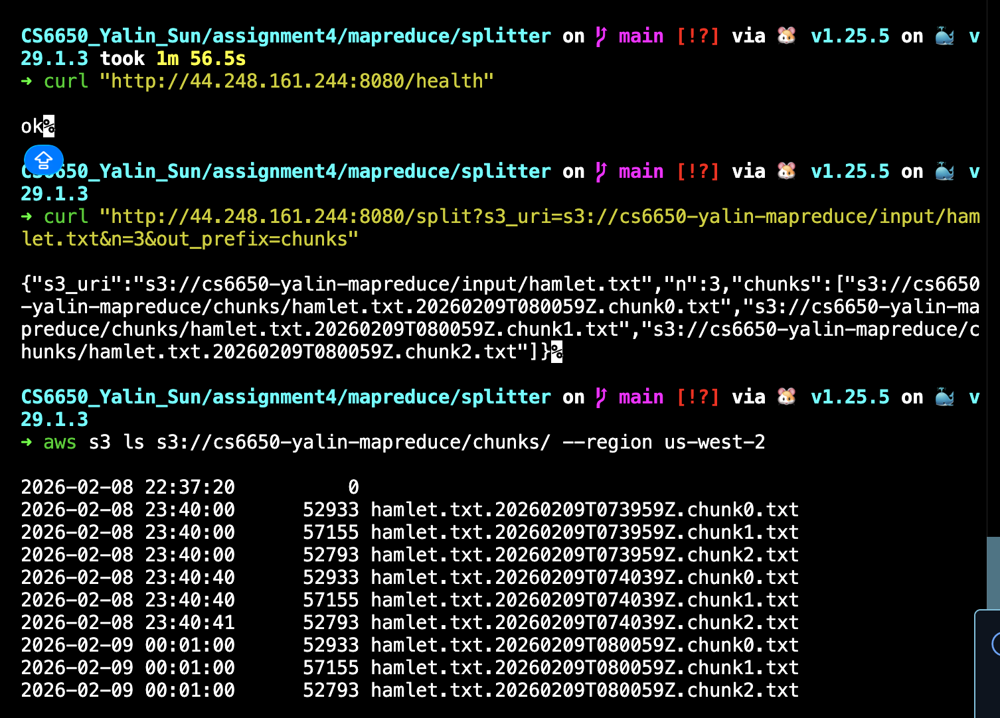 CS6650_Yalin_Sun/assignment4/mapreduce/splitter on main [!?] via 🐹 v1.25.5 on 🐳 v
29.1.3 took 1m 56.5s
→ curl "http://44.248.161.244:8080/health"
ok%
CS6650_Yalin_Sun/assignment4/mapreduce/splitter on main [!?] via 🐹 v1.25.5 on 🐳 v
29.1.3
→ curl "http://44.248.161.244:8080/split?s3_uri=s3://cs6650-yalin-mapreduce/input/ham
let.txt&n=3&out_prefix=chunks"
{"s3_uri":"s3://cs6650-yalin-mapreduce/input/hamlet.txt","n":3,"chunks":["s3://cs6650
-yalin-mapreduce/chunks/hamlet.txt.20260209T080059Z.chunk0.txt","s3://cs6650-yalin-ma
preduce/chunks/hamlet.txt.20260209T080059Z.chunk1.txt","s3://cs6650-yalin-mapreduce/c
hunks/hamlet.txt.20260209T080059Z.chunk2.txt"]}%
CS6650_Yalin_Sun/assignment4/mapreduce/splitter on main [!?] via 🐹 v1.25.5 on 🐳 v
29.1.3
→ aws s3 ls s3://cs6650-yalin-mapreduce/chunks/ --region us-west-2
2026-02-08 22:37:20          0
2026-02-08 23:40:00      52933 hamlet.txt.20260209T073959Z.chunk0.txt
2026-02-08 23:40:00      57155 hamlet.txt.20260209T073959Z.chunk1.txt
2026-02-08 23:40:00      52793 hamlet.txt.20260209T073959Z.chunk2.txt
2026-02-08 23:40:40      52933 hamlet.txt.20260209T074039Z.chunk0.txt
2026-02-08 23:40:40      57155 hamlet.txt.20260209T074039Z.chunk1.txt
2026-02-08 23:40:41      52793 hamlet.txt.20260209T074039Z.chunk2.txt
2026-02-09 00:01:00      52933 hamlet.txt.20260209T080059Z.chunk0.txt
2026-02-09 00:01:00      57155 hamlet.txt.20260209T080059Z.chunk1.txt
2026-02-09 00:01:00      52793 hamlet.txt.20260209T080059Z.chunk2.txt